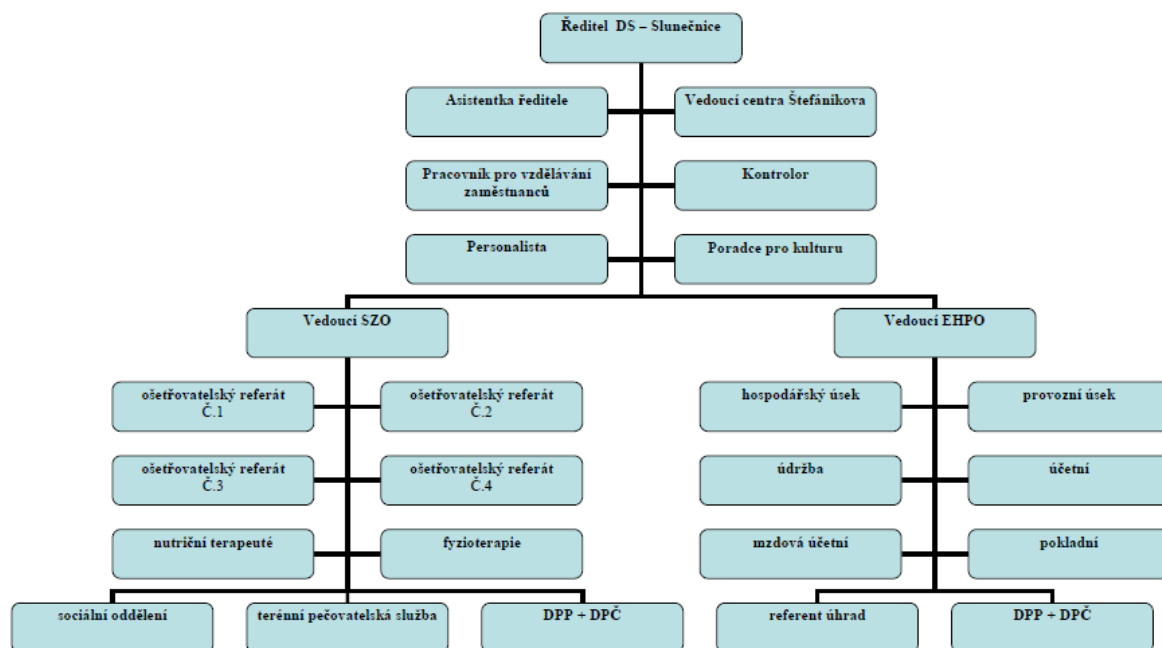 Ředitel DS – Slunečnice
Asistentka ředitele
Vedoucí centra Štefánikova
Pracovník pro vzdělávání
zaměstnanců
Kontrolor
Personalista
Poradce pro kulturu
Vedoucí SZO
Vedoucí EHPO
ošetřovatelský referát
Č.1
ošetřovatelský referát
Č.2
hospodářský úsek
provozní úsek
ošetřovatelský referát
Č.3
ošetřovatelský referát
Č.4
údržba
účetní
nutriční terapeuté
fyzioterapie
mzdová účetní
pokladní
sociální oddělení
terénní pečovatelská služba
DPP + DPČ
referent úhrad
DPP + DPČ